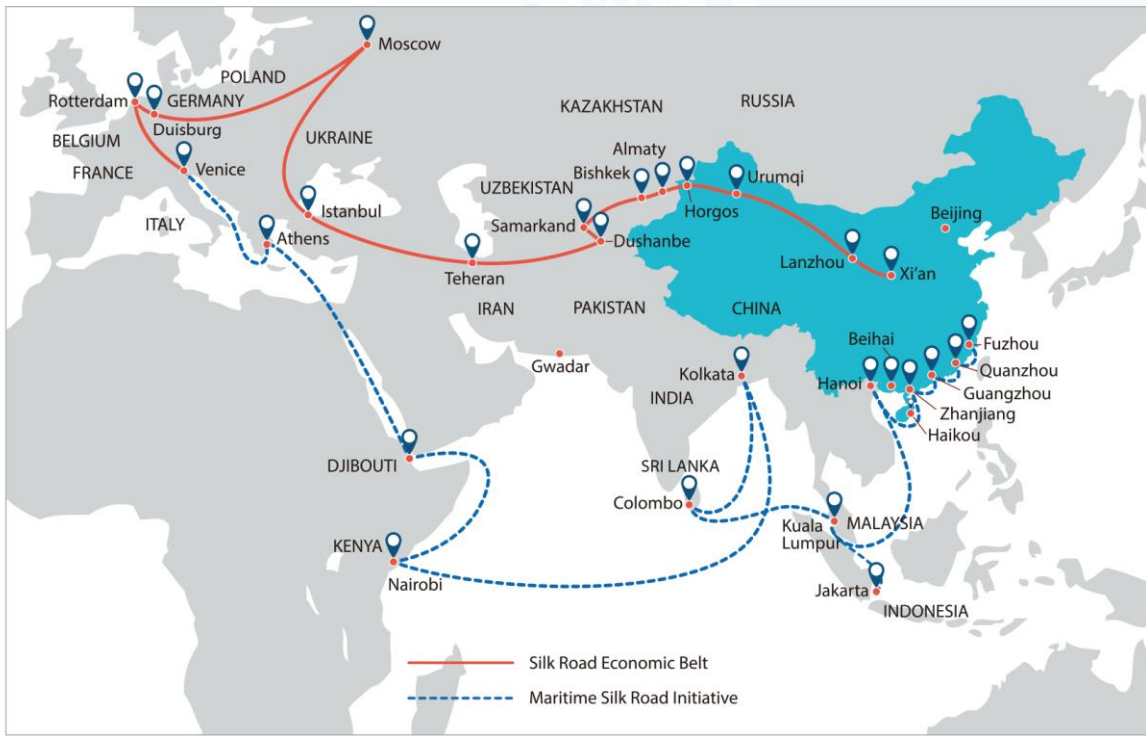 Moscow
POLAND
Rotterdam
GERMANY
Duisburg
BELGIUM
UKRAINE
FRANCE
Venice
KAZAKHSTAN
RUSSIA
Almaty
Bishkek
Urumqi
UZBEKISTAN
Horgos
ITALY
Istanbul
Athens
Samarkand
Dushanbe
Beijing
Lanzhou
Xi'an
Teheran
IRAN
PAKISTAN
CHINA
Gwadar
Beihai
Fuzhou
Kolkata
Hanoi
Quanzhou
INDIA
Guangzhou
Zhanjiang
Haikou
DJIBOUTI
SRI LANKA
Colombo
Kuala
Lumpur
MALAYSIA
KENYA
Nairobi
Jakarta
INDONESIA
Silk Road Economic Belt
Maritime Silk Road Initiative